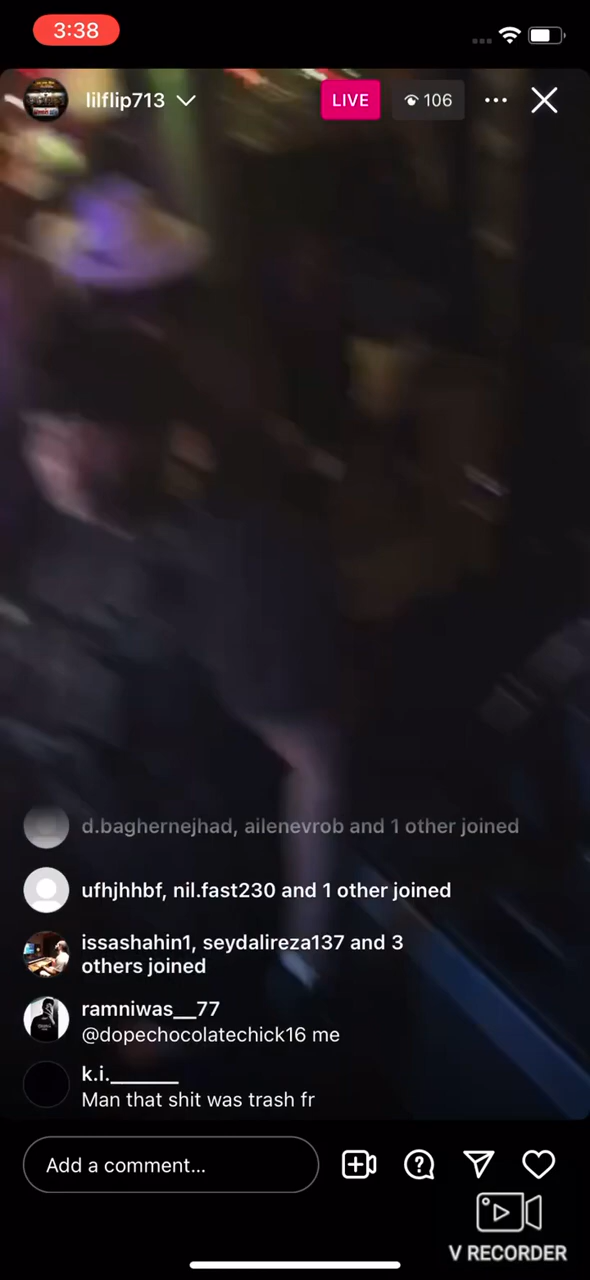 3:38
lilflip713
LIVE
106
d.baghernejhad, ailenevrob and 1 other joined
ufhjhhbf, nil.fast230 and 1 other joined
issashahin1, seydalireza137 and 3
others joined
ramniwas__77
@dopechocolatechick16 me
k.i._______
Man that shit was trash fr
Add a comment...
V RECORDER